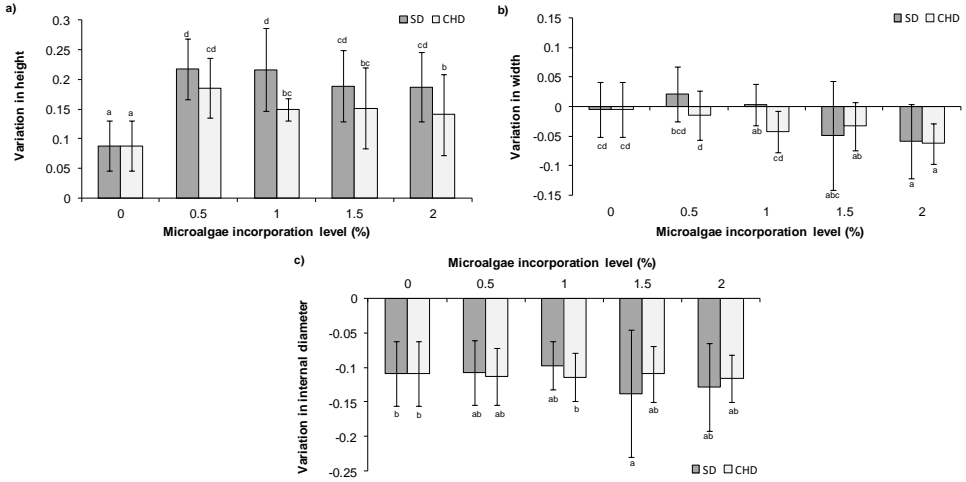 a)
SD CHD
Variation in height
0.3
0.25
0.2
0.15
0.1
0.05
0
a a d cd d bc cd bc cd b
0 0.5 1 1.5 2
Microalgae incorporation level (%)
b)
SD CHD
Variation in width
0.15
0.1
0.05
0
-0.05
-0.1
-0.15
cd cd bcd d ab cd abc ab a a
0 0.5 1 1.5 2
Microalgae incorporation level (%)
c)
Microalgae incorporation level (%)
0 0.5 1 1.5 2
Variation in internal diameter
0
-0.05
-0.1
-0.15
-0.2
-0.25
b b ab ab ab b a ab ab ab
SD CHD